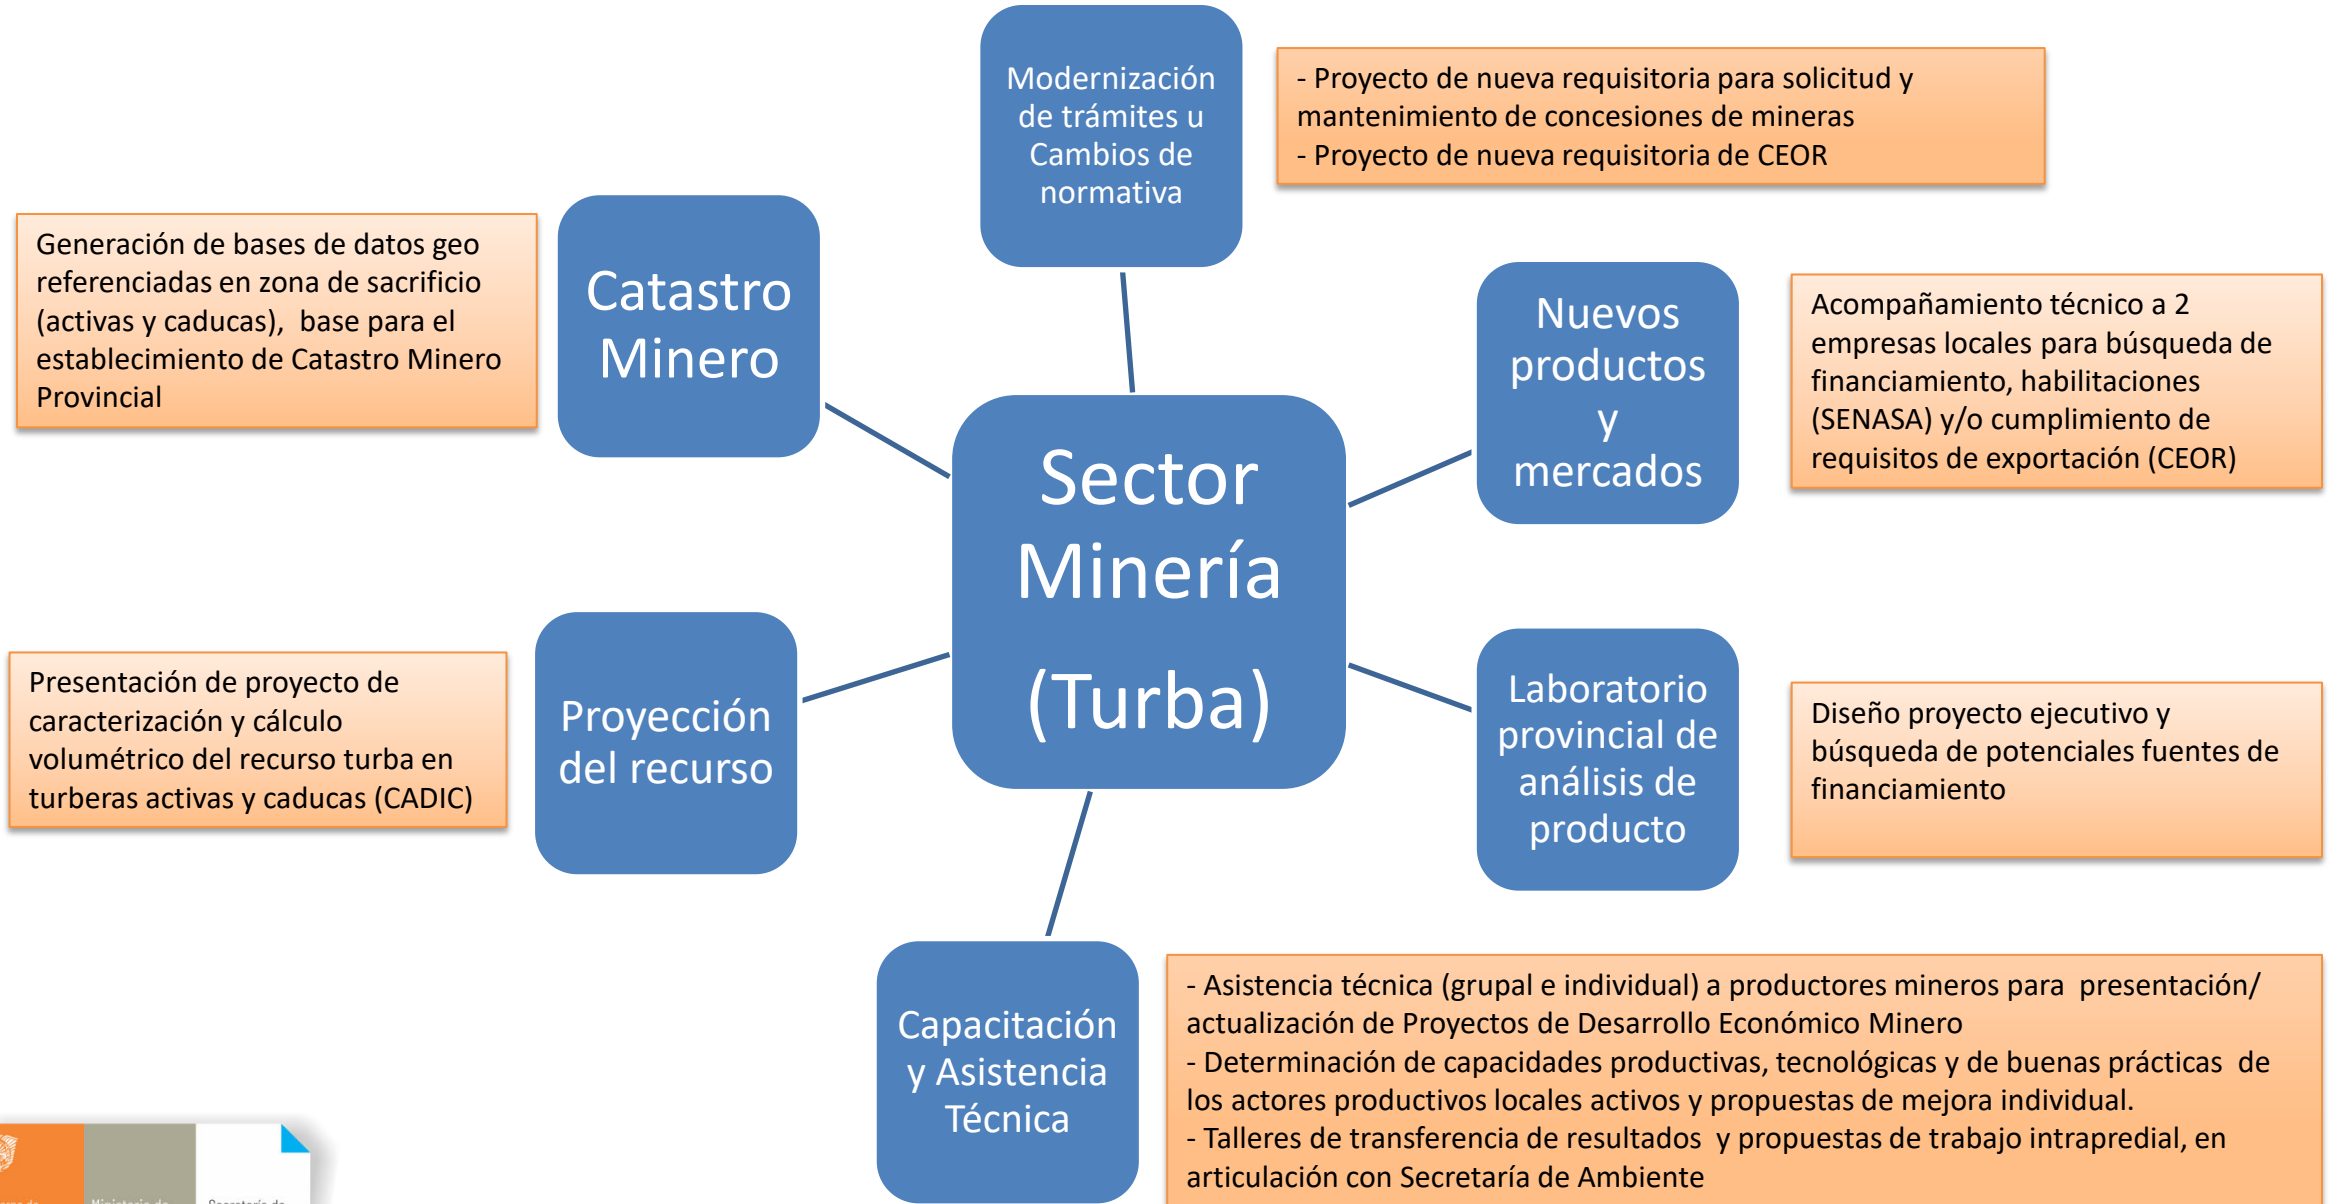 Modernización
de trámites u
Cambios de
normativa
- Proyecto de nueva requisitoria para solicitud y
mantenimiento de concesiones de mineras
- Proyecto de nueva requisitoria de CEOR
Generación de bases de datos geo
referenciadas en zona de sacrificio
(activas y caducas),  base para el
establecimiento de Catastro Minero
Provincial
Catastro
Minero
Nuevos
productos
y
mercados
Acompañamiento técnico a 2
empresas locales para búsqueda de
financiamiento, habilitaciones
(SENASA) y/o cumplimiento de
requisitos de exportación (CEOR)
Sector
Minería
(Turba)
Presentación de proyecto de
caracterización y cálculo
volumétrico del recurso turba en
turberas activas y caducas (CADIC)
Proyección
del recurso
Laboratorio
provincial de
análisis de
producto
Diseño proyecto ejecutivo y
búsqueda de potenciales fuentes de
financiamiento
Capacitación
y Asistencia
Técnica
- Asistencia técnica (grupal e individual) a productores mineros para  presentación/
actualización de Proyectos de Desarrollo Económico Minero
- Determinación de capacidades productivas, tecnológicas y de buenas prácticas  de
los actores productivos locales activos y propuestas de mejora individual.
- Talleres de transferencia de resultados  y propuestas de trabajo intrapredial, en
articulación con Secretaría de Ambiente